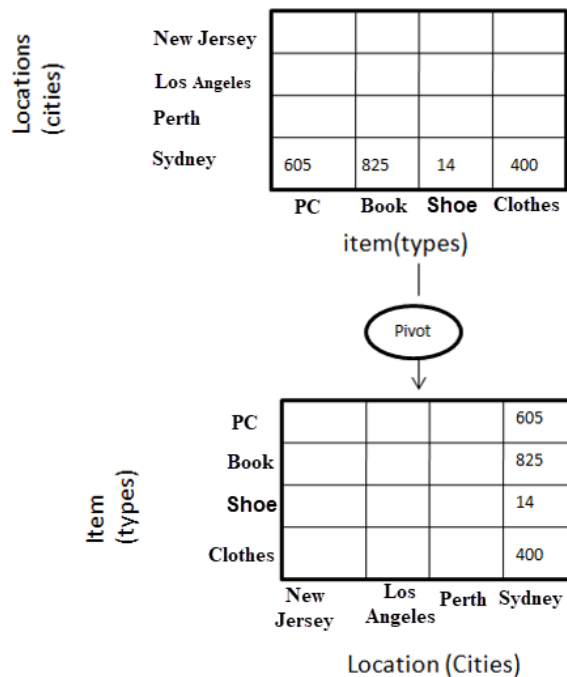 Locations
(cities)
New Jersey
Los Angeles
Perth
Sydney
605 825 14 400
PC Book Shoe Clothes
item(types)
Pivot
Item
(types)
PC 605
Book 825
Shoe 14
Clothes 400
New
Jersey
Los
Angeles
Perth
Sydney
Location (Cities)